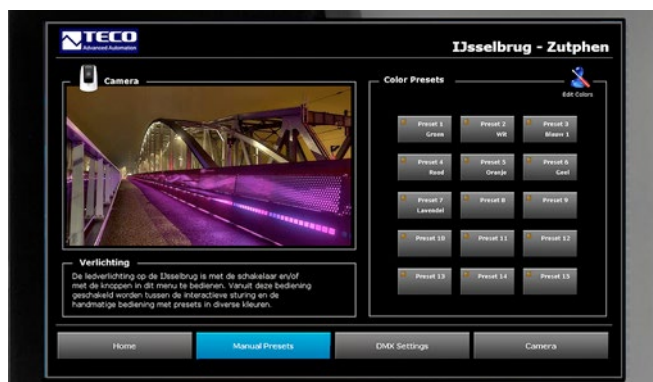 TECO
Advanced Automation
IJsselbrug - Zutphen
Camera
Color Presets
Edit Colors
Preset 1
Groen
Preset 2
Wit
Preset 3
Blauw 1
Preset 4
Rood
Preset 5
Oranje
Preset 6
Geel
Preset 7
Lavendel
Preset 8
Preset 9
Preset 10
Preset 11
Preset 12
Preset 13
Preset 14
Preset 15
Verlichting
De ledverlichting op de IJsselbrug is met de schakelaar en/of
met de knoppen in dit menu te bedienen. Vanuit deze bediening
geschakeld worden tussen de interactieve sturing en de
handmatige bediening met presets in diverse kleuren.
Home
Manual Presets
DMX Settings
Camera